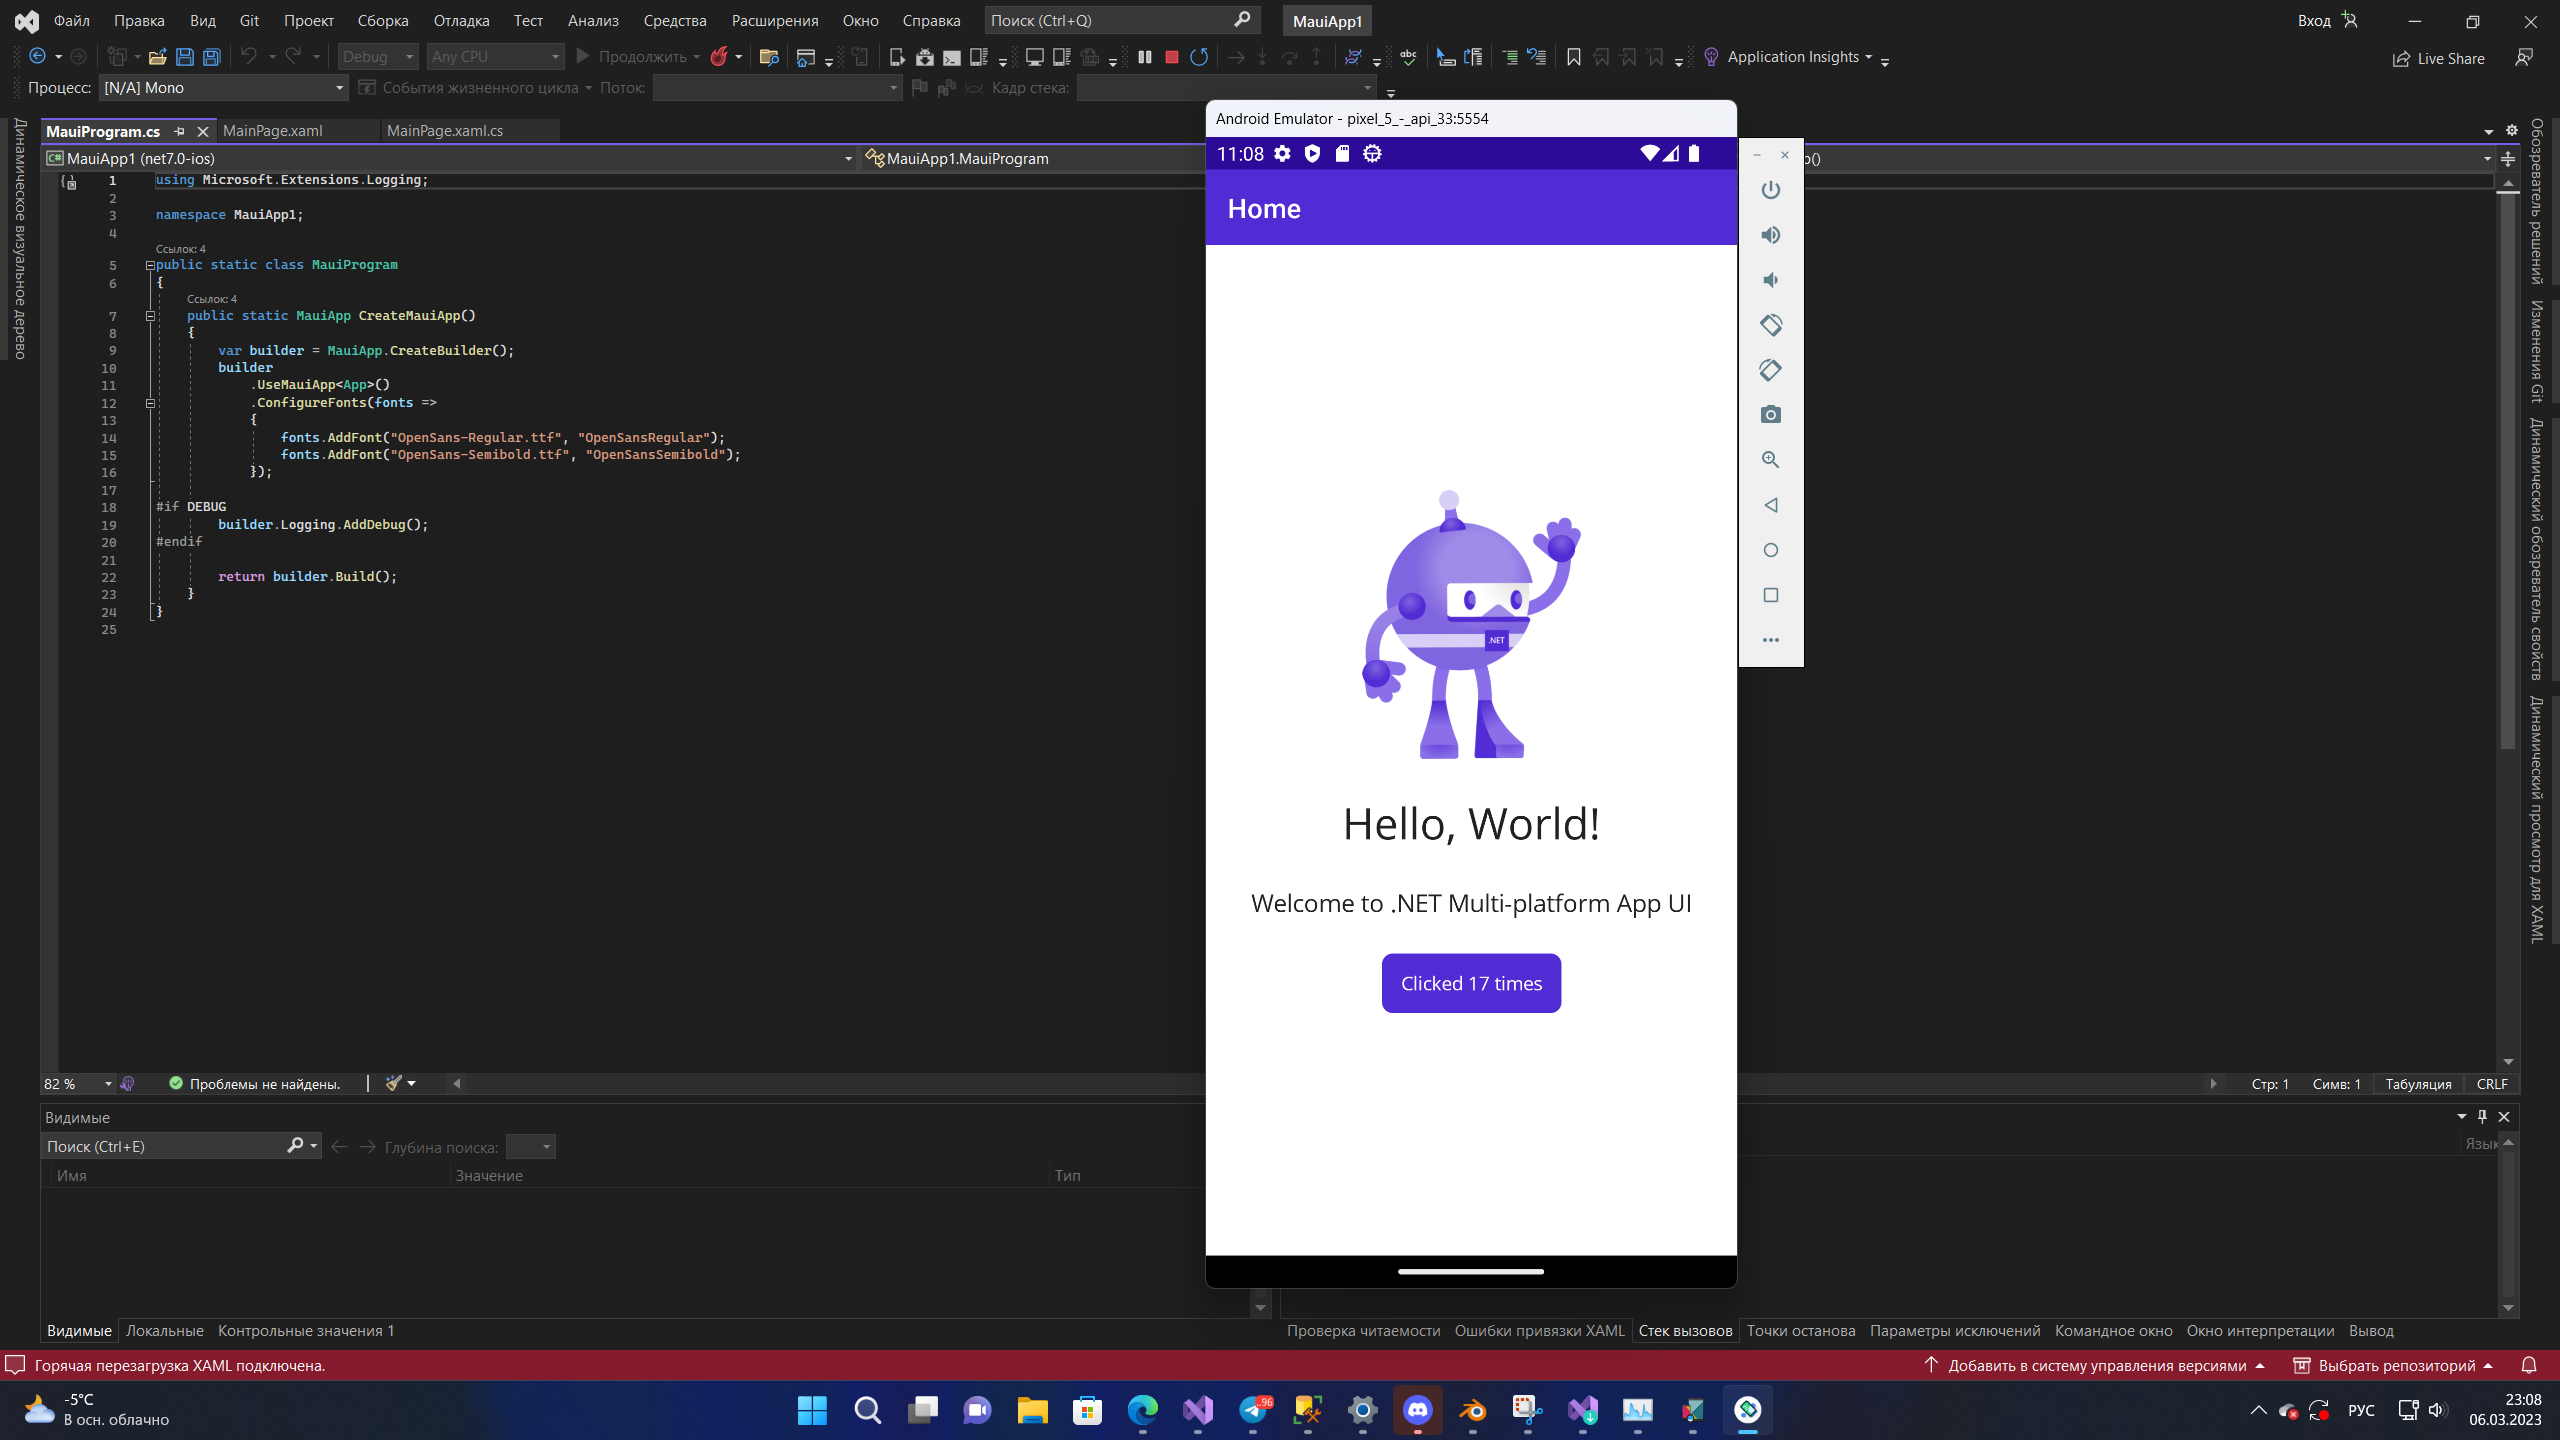 Файл Правка Вид Git Проект Сборка Отладка Тест Анализ Средства Расширения Окно Справка Поиск (Ctrl+Q) MauiApp1 Вход
Debug Any CPU Продолжить Application Insights Live Share
Процесс: [N/A] Mono События жизненного цикла Поток: Кадр стека:
MauiProgram.cs MainPage.xaml MainPage.xaml.cs
MauiApp1 (net7.0-ios) MauiApp1.MauiProgram
1 using Microsoft.Extensions.Logging;
2
3 namespace MauiApp1;
4
Ссылок: 4
5 public static class MauiProgram
6 {
Ссылок: 4
7 public static MauiApp CreateMauiApp()
8 {
9 var builder = MauiApp.CreateBuilder();
10 builder
11 .UseMauiApp<App>()
12 .ConfigureFonts(fonts =>
13 {
14 fonts.AddFont("OpenSans-Regular.ttf", "OpenSansRegular");
15 fonts.AddFont("OpenSans-Semibold.ttf", "OpenSansSemibold");
16 });
17
18 #if DEBUG
19 builder.Logging.AddDebug();
20 #endif
21
22 return builder.Build();
23 }
24 }
25
Динамическое визуальное дерево
Android Emulator - pixel_5_-_api_33:5554
11:08
Home
.NET
Hello, World!
Welcome to .NET Multi-platform App UI
Clicked 17 times
Обозреватель решений
Изменения Git
Динамический обозреватель свойств
Динамический просмотр для XAML
82 % Проблемы не найдены. Стр: 1 Симв: 1 Табуляция CRLF
Видимые
Поиск (Ctrl+E) Глубина поиска: Язык
Имя Значение Тип
Видимые Локальные Контрольные значения 1
Проверка читаемости Ошибки привязки XAML Стек вызовов Точки останова Параметры исключений Командное окно Окно интерпретации Вывод
Горячая перезагрузка XAML подключена. Добавить в систему управления версиями Выбрать репозиторий
-5°C
В осн. облачно
96
РУС
23:08
06.03.2023